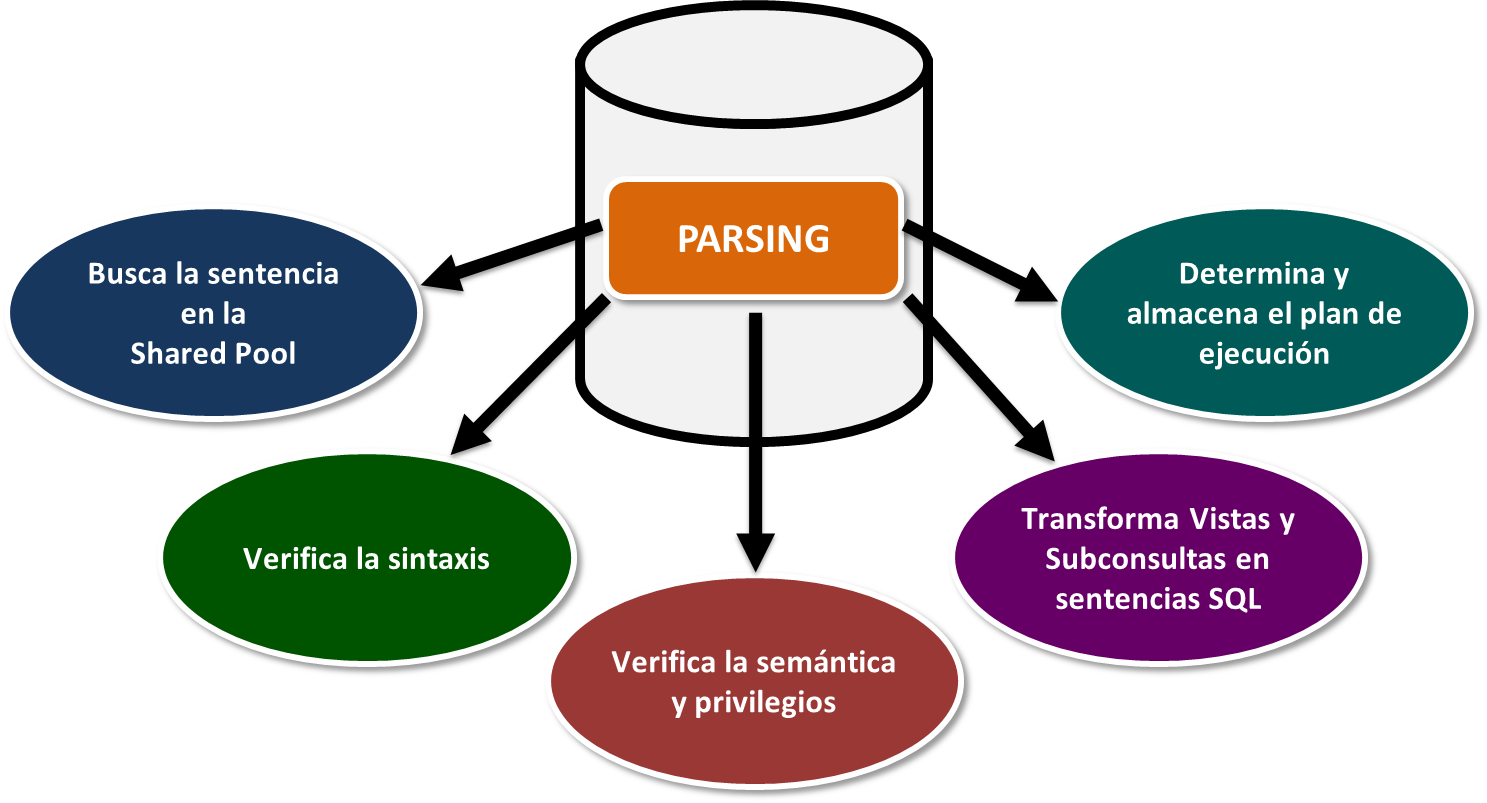 PARSING
Busca la sentencia
en la
Shared Pool
Verifica la sintaxis
Verifica la semántica
y privilegios
Transforma Vistas y
Subconsultas en
sentencias SQL
Determina y
almacena el plan de
ejecución